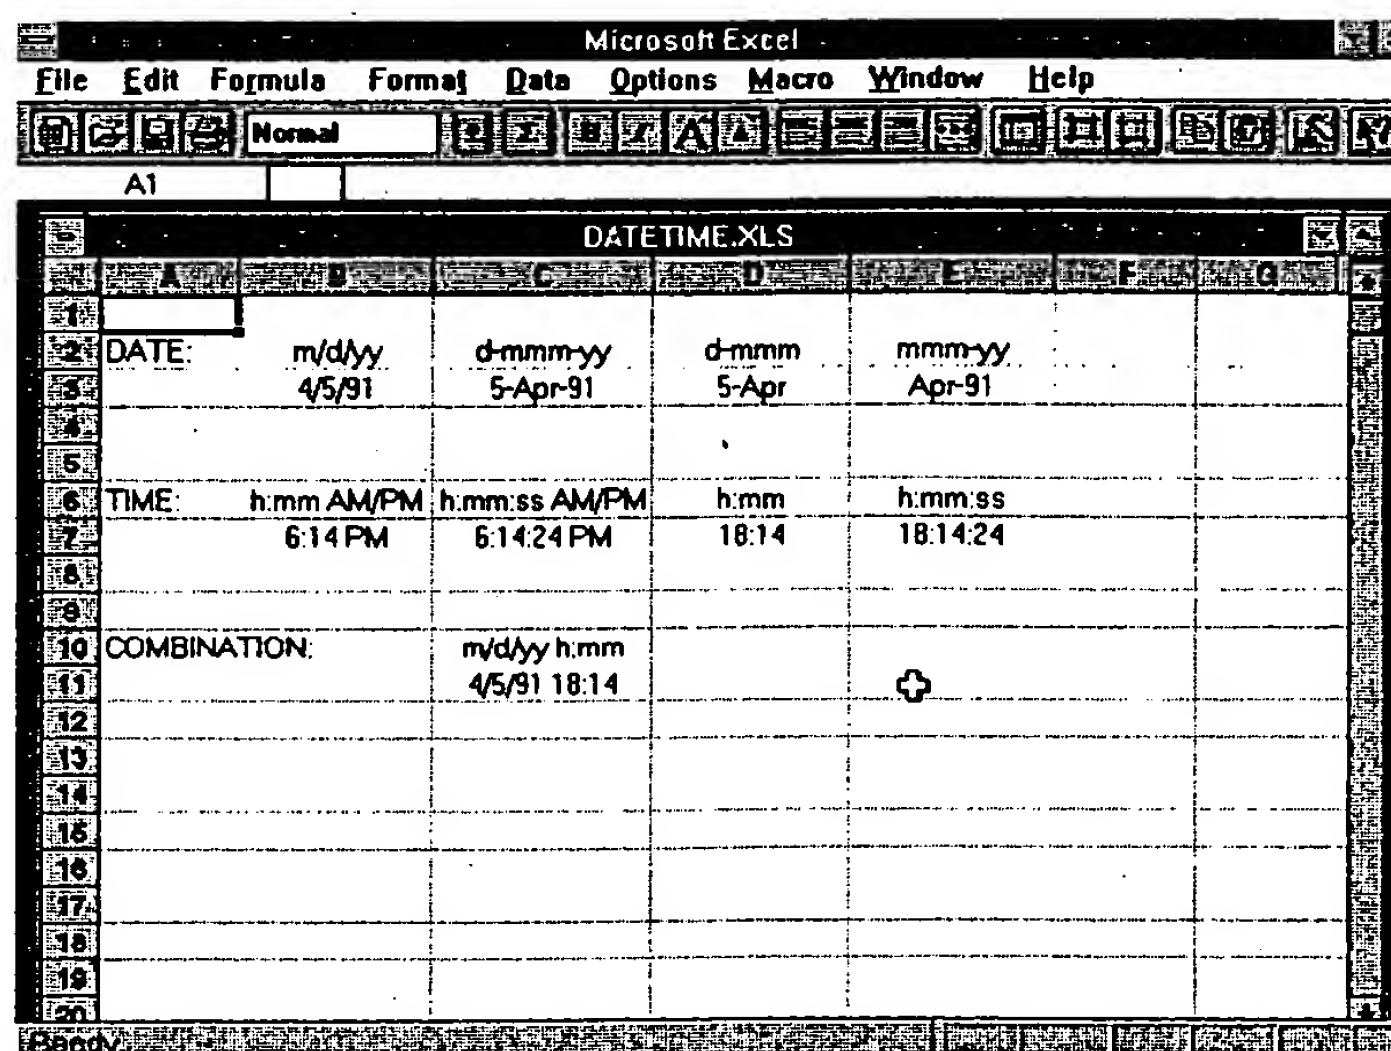 Microsoft Excel
File Edit Formula Format Data Options Macro Window Help
Normal
A1
DATETIME.XLS
A B C D E F G
1
2 DATE: m/d/yy d-mmm-yy d-mmm mmm-yy
3 4/5/91 5-Apr-91 5-Apr Apr-91
4
5
6 TIME: h:mm AM/PM h:mm:ss AM/PM h:mm h:mm:ss
7 6:14 PM 6:14:24 PM 18:14 18:14:24
8
9
10 COMBINATION: m/d/yy h:mm
11 4/5/91 18:14
12
13
14
15
16
17
18
19
20
Ready